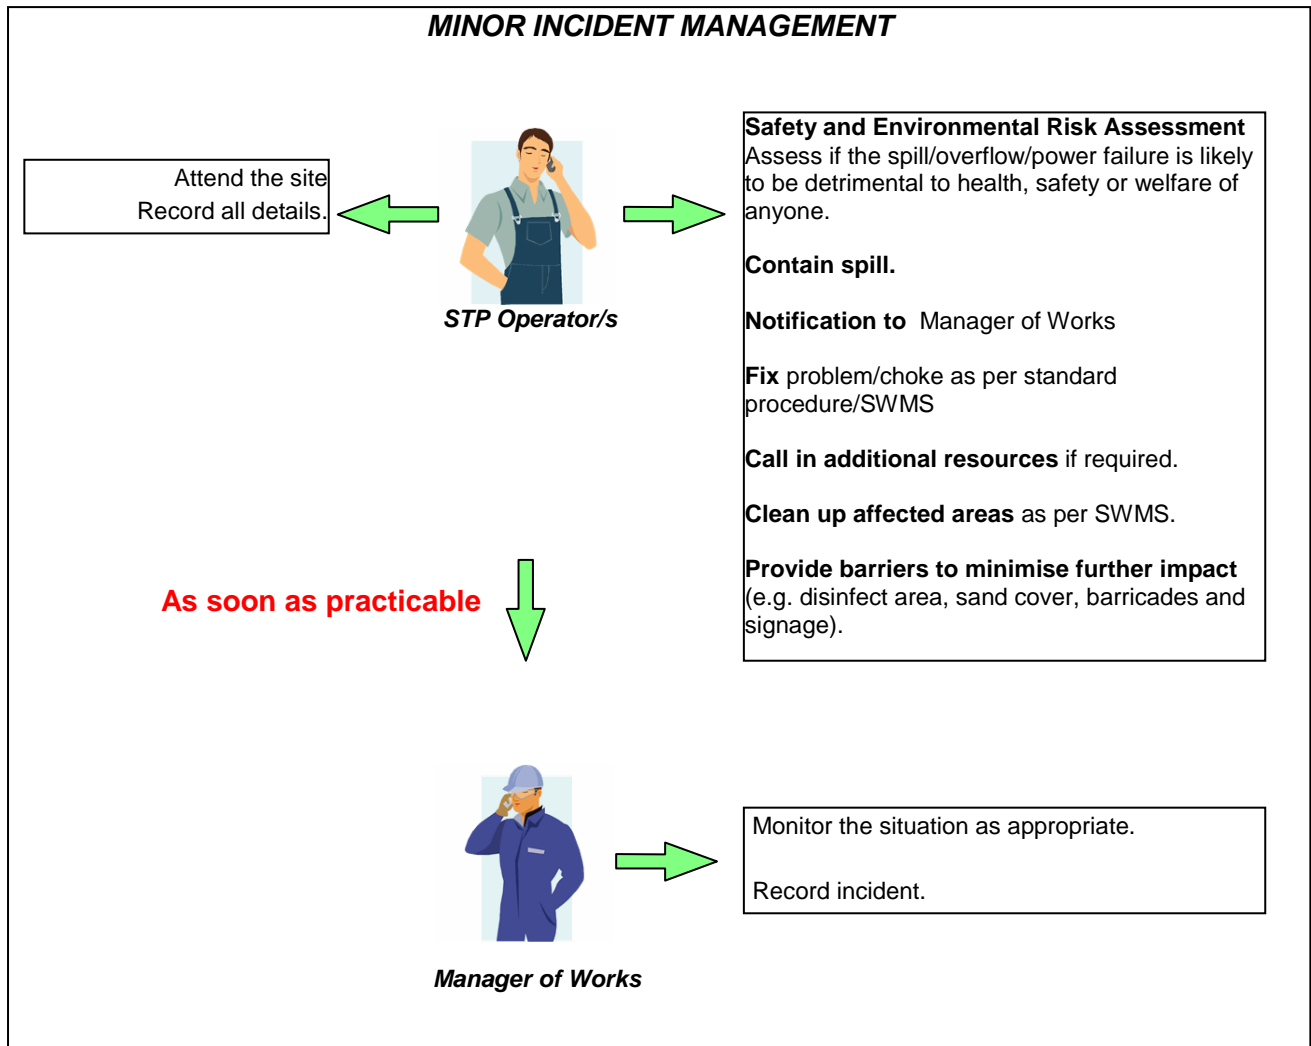 MINOR INCIDENT MANAGEMENT
Attend the site
Record all details.
STP Operator/s
Safety and Environmental Risk Assessment
Assess if the spill/overflow/power failure is likely
to be detrimental to health, safety or welfare of
anyone.
Contain spill.
Notification to Manager of Works
Fix problem/choke as per standard
procedure/SWMS
Call in additional resources if required.
Clean up affected areas as per SWMS.
Provide barriers to minimise further impact
(e.g. disinfect area, sand cover, barricades and
signage).
As soon as practicable
Manager of Works
Monitor the situation as appropriate.
Record incident.